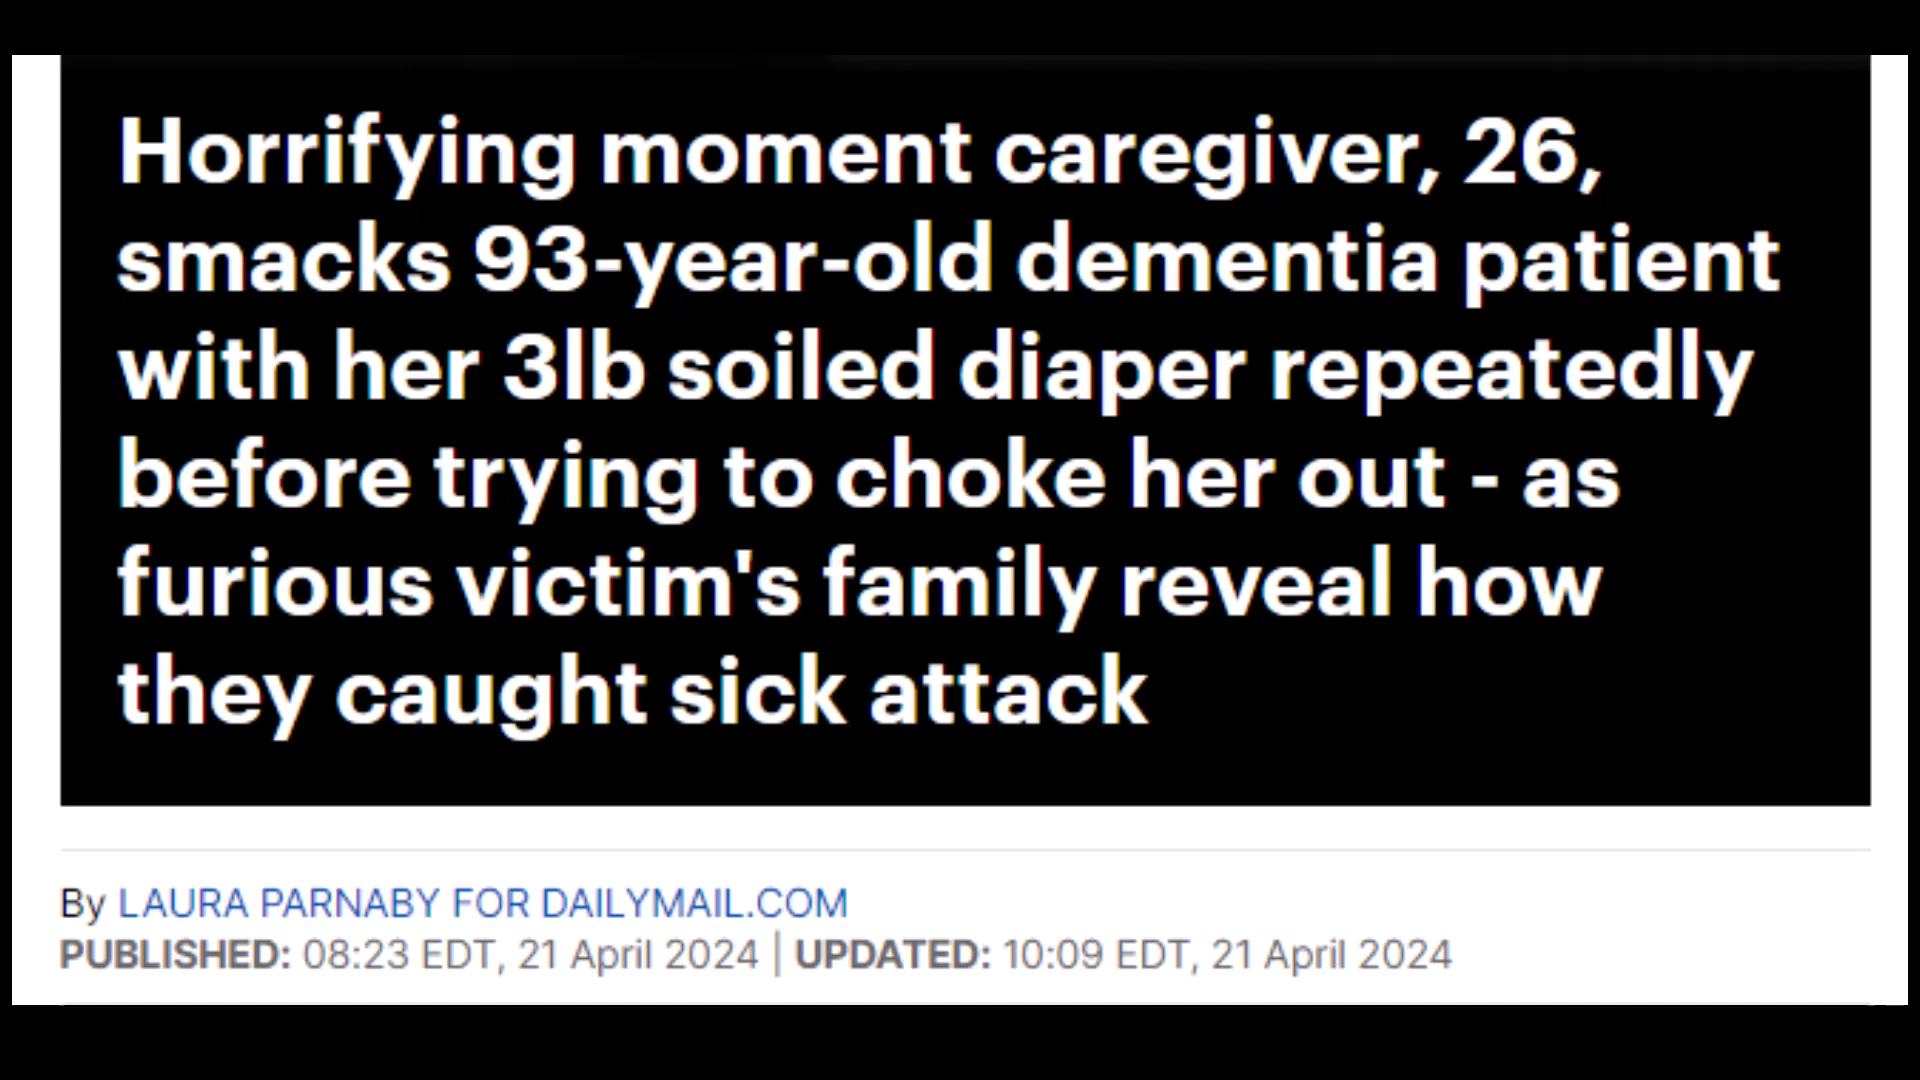 Horrifying moment caregiver, 26,
smacks 93-year-old dementia patient
with her 3lb soiled diaper repeatedly
before trying to choke her out - as
furious victim's family reveal how
they caught sick attack
By LAURA PARNABY FOR DAILYMAIL.COM
PUBLISHED: 08:23 EDT, 21 April 2024 | UPDATED: 10:09 EDT, 21 April 2024